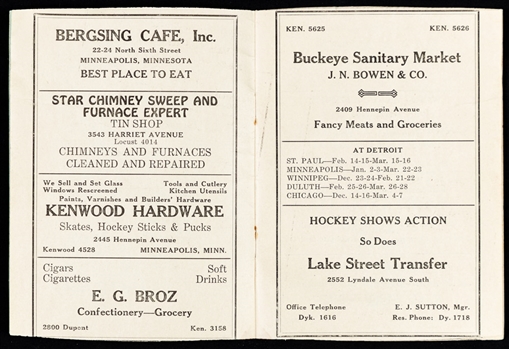 BERGSING CAFE, Inc.
22-24 North Sixth Street
MINNEAPOLIS, MINNESOTA
BEST PLACE TO EAT
STAR CHIMNEY SWEEP AND
FURNACE EXPERT
TIN SHOP
3543 HARRIET AVENUE
Locust 4014
CHIMNEYS AND FURNACES
CLEANED AND REPAIRED
We Sell and Set Glass Tools and Cutlery
Windows Rescreened Kitchen Utensils
Paints, Varnishes and Builders' Hardware
KENWOOD HARDWARE
Skates, Hockey Sticks & Pucks
2445 Hennepin Avenue
Kenwood 4528 MINNEAPOLIS, MINN.
Cigars Soft
Cigarettes Drinks
E. G. BROZ
Confectionery—Grocery
2800 Dupont Ken. 3158
KEN. 5625 KEN. 5626
Buckeye Sanitary Market
J. N. BOWEN & CO.
2409 Hennepin Avenue
Fancy Meats and Groceries
AT DETROIT
ST. PAUL—Feb. 14-15-Mar. 15-16
MINNEAPOLIS—Jan. 2-3-Mar. 22-23
WINNIPEG—Dec. 23-24-Feb. 21-22
DULUTH—Feb. 25-26-Mar. 26-28
CHICAGO—Dec. 14-16-Mar. 4-7
HOCKEY SHOWS ACTION
So Does
Lake Street Transfer
2552 Lyndale Avenue South
Office Telephone E. J. SUTTON, Mgr.
Dyk. 1616 Res. Phone: Dy. 1718